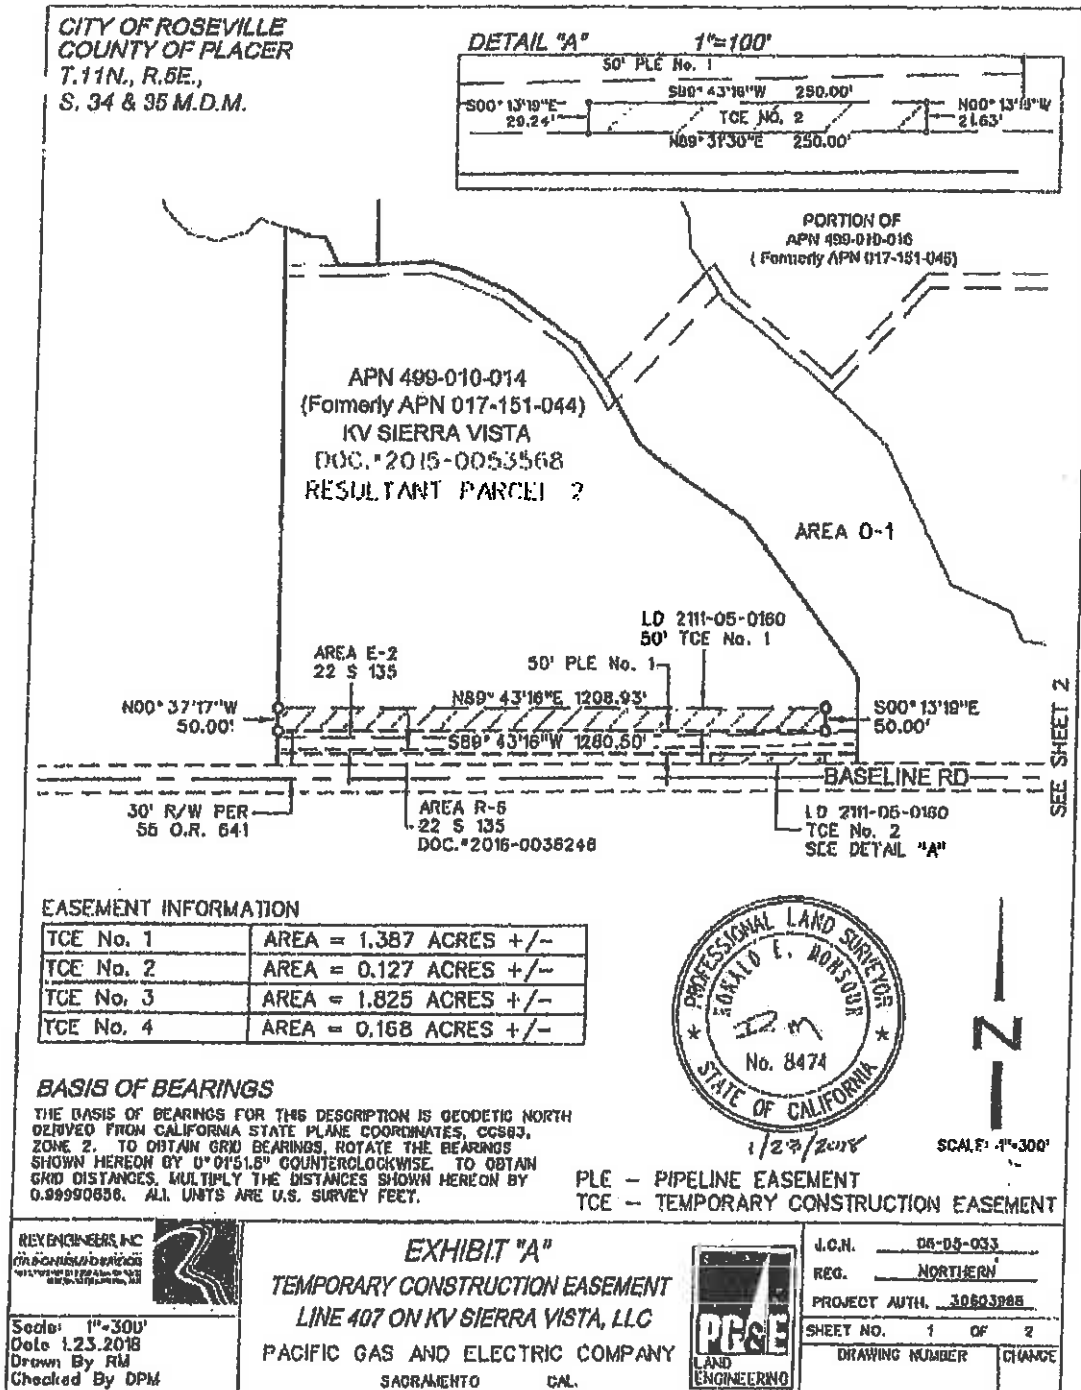 CITY OF ROSEVILLE
COUNTY OF PLACER
T.11N., R.5E.,
S. 34 & 35 M.D.M.
DETAIL "A" 1"=100'
50' PLE No. 1
S89° 43'16"W 250.00'
S00° 13'19"E
20.24'
TCE NO. 2
N00° 13'19"W
21.63'
N89° 31'30"E 250.00'
PORTION OF
APN 499-010-016
( Formerly APN 017-151-046)
APN 499-010-014
(Formerly APN 017-151-044)
KV SIERRA VISTA
DOC.#2015-0053568
RESULTANT PARCEL 2
AREA O-1
LD 2111-05-0160
50' TCE No. 1
AREA E-2
22 S 135
50' PLE No. 1
N00° 37'17"W
50.00'
N89° 43'16"E 1208.93'
S00° 13'19"E
50.00'
S89° 43'16"W 1260.50'
BASELINE RD
SEE SHEET 2
30' R/W PER
55 O.R. 641
AREA R-5
22 S 135
DOC.#2016-0036246
LD 2111-05-0160
TCE No. 2
SEE DETAIL "A"
EASEMENT INFORMATION
TCE No. 1 AREA = 1.387 ACRES +/-
TCE No. 2 AREA = 0.127 ACRES +/-
TCE No. 3 AREA = 1.825 ACRES +/-
TCE No. 4 AREA = 0.168 ACRES +/-
PROFESSIONAL LAND SURVEYOR
RONALD E.
No. 8474
STATE OF CALIFORNIA
1/23/2018
N
SCALE: 1"=300'
BASIS OF BEARINGS
THE BASIS OF BEARINGS FOR THIS DESCRIPTION IS GEODETIC NORTH
DERIVED FROM CALIFORNIA STATE PLANE COORDINATES, CCS83,
ZONE 2. TO OBTAIN GRID BEARINGS, ROTATE THE BEARINGS
SHOWN HEREON BY 0°01'51.8" COUNTERCLOCKWISE. TO OBTAIN
GRID DISTANCES, MULTIPLY THE DISTANCES SHOWN HEREON BY
ALL UNITS ARE U.S. SURVEY FEET.
PLE - PIPELINE EASEMENT
TCE - TEMPORARY CONSTRUCTION EASEMENT
REY ENGINEERS, INC
Scale: 1"=300'
Date 1.23.2018
Drawn By RM
Checked By DPM
EXHIBIT "A"
TEMPORARY CONSTRUCTION EASEMENT
LINE 407 ON KV SIERRA VISTA, LLC
PACIFIC GAS AND ELECTRIC COMPANY
SACRAMENTO CAL.
PG&E
LAND
ENGINEERING
J.C.N. 06-05-033
REG. NORTHERN
PROJECT AUTH. 30603988
SHEET NO. 1 OF 2
DRAWING NUMBER CHANGE